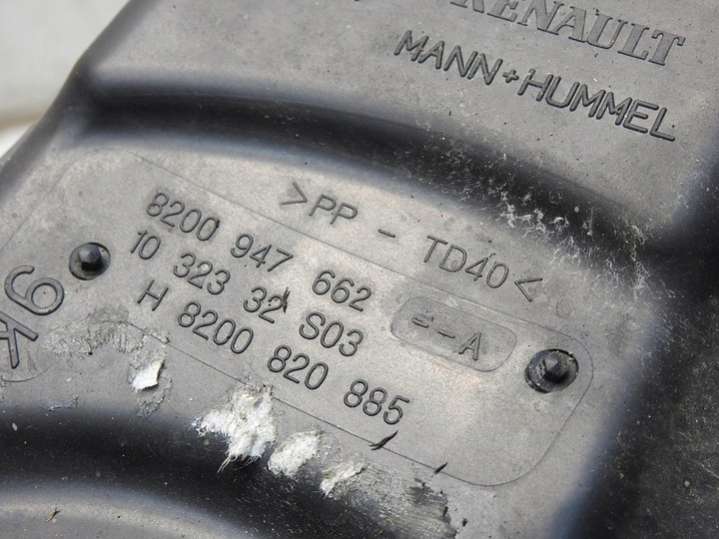 RENAULT
MANN+HUMMEL
>PP - TD40<
8200 947 662
10 323 32 S03
=-A
H 8200 820 885